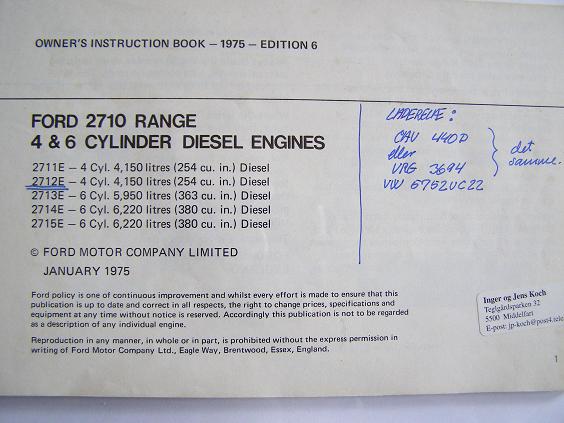 OWNER'S INSTRUCTION BOOK – 1975 – EDITION 6
FORD 2710 RANGE
4 & 6 CYLINDER DIESEL ENGINES
2711E – 4 Cyl. 4,150 litres (254 cu. in.) Diesel
2712E – 4 Cyl. 4,150 litres (254 cu. in.) Diesel
2713E – 6 Cyl. 5,950 litres (363 cu. in.) Diesel
2714E – 6 Cyl. 6,220 litres (380 cu. in.) Diesel
2715E – 6 Cyl. 6,220 litres (380 cu. in.) Diesel
© FORD MOTOR COMPANY LIMITED
JANUARY 1975
Ford policy is one of continuous improvement and whilst every effort is made to ensure that this
publication is up to date and correct in all respects, the right to change prices, specifications and
equipment at any time without notice is reserved. Accordingly this publication is not to be regarded
as a description of any individual engine.
Reproduction in any manner, in whole or in part, is prohibited without the express permission in
writing of Ford Motor Company Ltd., Eagle Way, Brentwood, Essex, England.
CAV 440D
eller
VRG 3694
VW 6752UC22
det
samme.
Inger og Jens Koch
Teglgårdsparken 32
5500 Middelfart
E-post: jp-koch@post4.tele
1